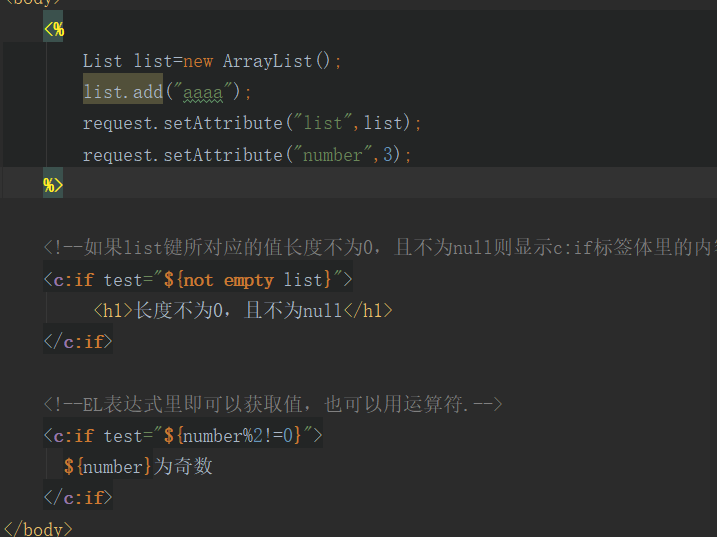 <body>
<%
List list=new ArrayList();
list.add("aaaa");
request.setAttribute("list",list);
request.setAttribute("number",3);
%>
<!--如果list键所对应的值长度不为0，且不为null则显示c:if标签体里的内
<c:if test="${not empty list}">
<h1>长度不为0，且不为null</h1>
</c:if>
<!--EL表达式里即可以获取值，也可以用运算符.-->
<c:if test="${number%2!=0}">
${number}为奇数
</c:if>
</body>